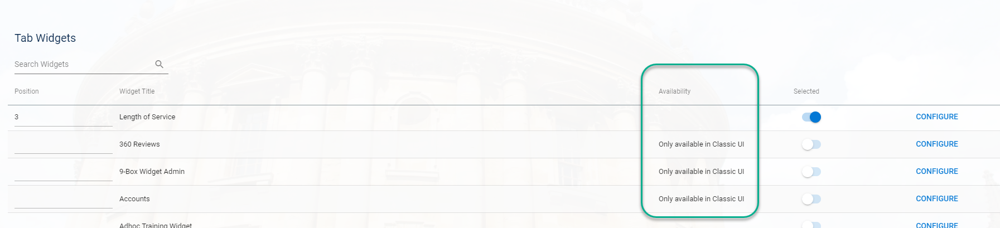 Tab Widgets
Search Widgets
Position Widget Title Availability Selected
3 Length of Service CONFIGURE
360 Reviews Only available in Classic UI CONFIGURE
9-Box Widget Admin Only available in Classic UI CONFIGURE
Accounts Only available in Classic UI CONFIGURE
Adhoc Training Widget CONFIGURE